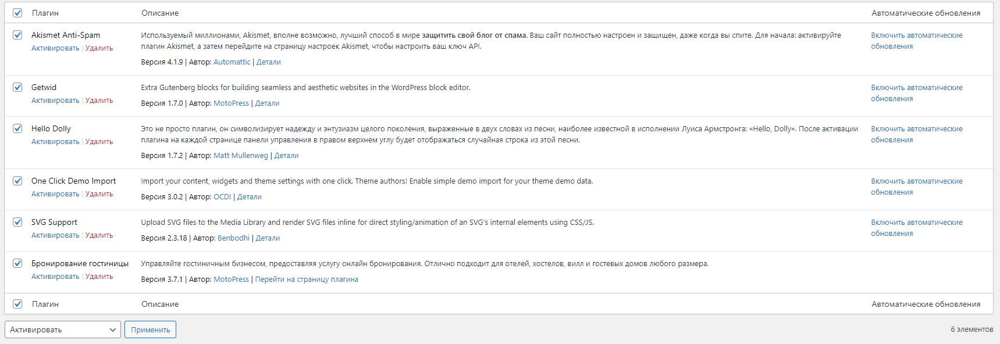 Плагин Описание Автоматические обновления
Akismet Anti-Spam Используемый миллионами, Akismet, вполне возможно, лучший способ в мире защитить свой блог от спама. Ваш сайт полностью настроен и защищен, даже когда вы спите. Для начала: активируйте Включить автоматические
Активировать | Удалить плагин Akismet, а затем перейдите на страницу настроек Akismet, чтобы настроить ваш ключ API. обновления
Версия 4.1.9 | Автор: Automattic | Детали
Getwid Extra Gutenberg blocks for building seamless and aesthetic websites in the WordPress block editor. Включить автоматические
Активировать | Удалить Версия 1.7.0 | Автор: MotoPress | Детали обновления
Hello Dolly Это не просто плагин, он символизирует надежду и энтузиазм целого поколения, выраженные в двух словах из песни, наиболее известной в исполнении Луиса Армстронга: «Hello, Dolly». После активации Включить автоматические
Активировать | Удалить плагина на каждой странице панели управления в правом верхнем углу будет отображаться случайная строка из этой песни. обновления
Версия 1.7.2 | Автор: Matt Mullenweg | Детали
One Click Demo Import Import your content, widgets and theme settings with one click. Theme authors! Enable simple demo import for your theme demo data. Включить автоматические
Активировать | Удалить Версия 3.0.2 | Автор: OCDI | Детали обновления
SVG Support Upload SVG files to the Media Library and render SVG files inline for direct styling/animation of an SVG's internal elements using CSS/JS. Включить автоматические
Активировать | Удалить Версия 2.3.18 | Автор: Benbodhi | Детали обновления
Бронирование гостиницы Управляйте гостиничным бизнесом, предоставляя услугу онлайн бронирования. Отлично подходит для отелей, хостелов, вилл и гостевых домов любого размера.
Активировать | Удалить Версия 3.7.1 | Автор: MotoPress | Перейти на страницу плагина
Плагин Описание Автоматические обновления
Активировать Применить 6 элементов